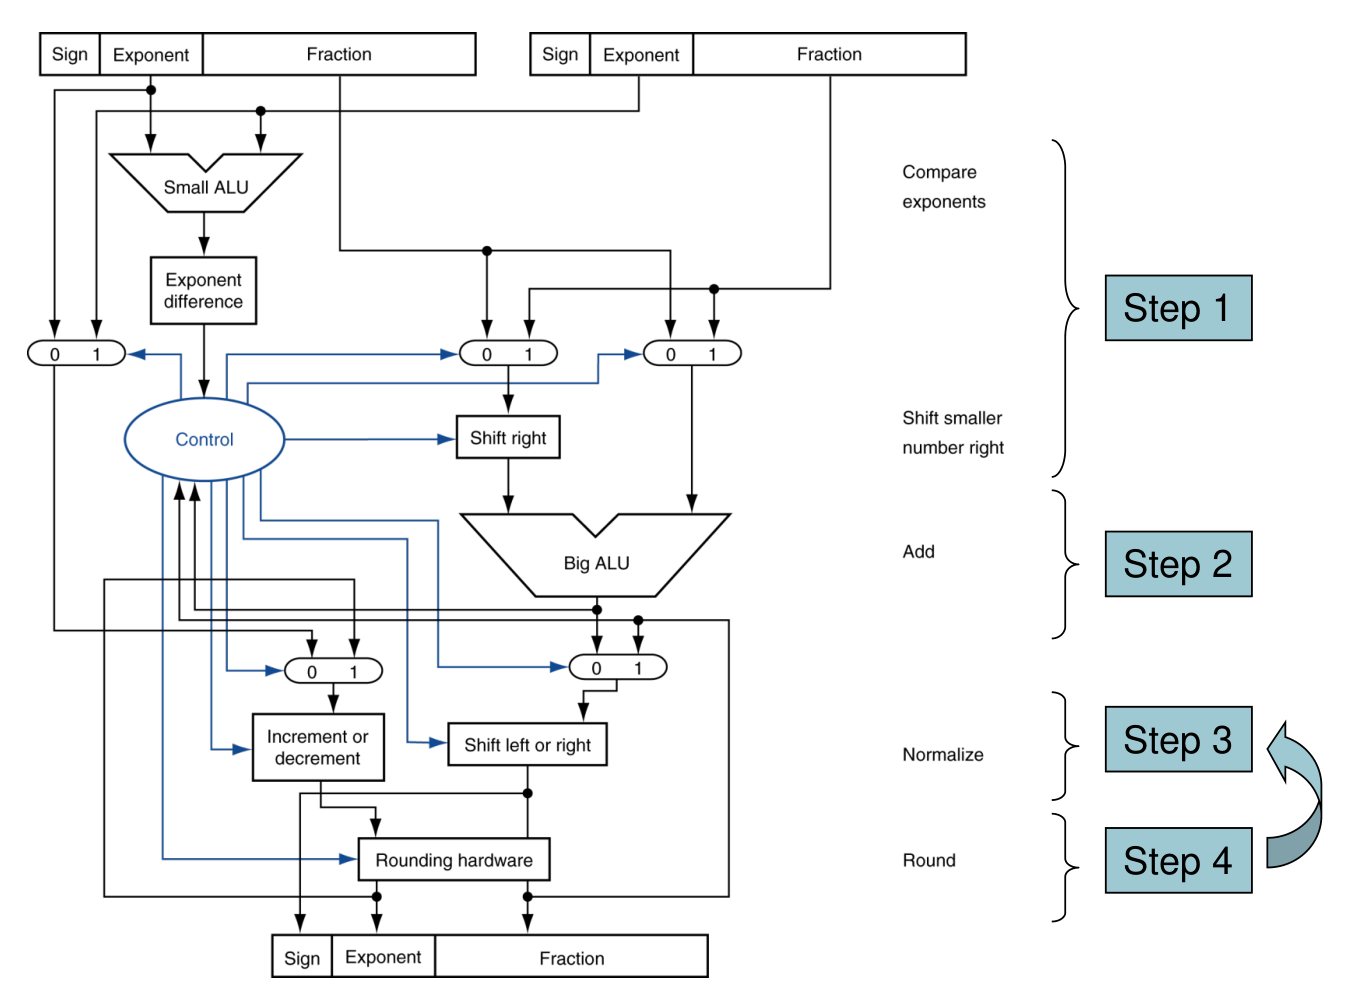 Sign Exponent Fraction
Sign Exponent Fraction
Small ALU
Compare
exponents
Exponent
difference
Step 1
0 1
0 1
0 1
Control
Shift right
Shift smaller
number right
Big ALU
Add
Step 2
0 1
0 1
Increment or
decrement
Shift left or right
Normalize
Step 3
Rounding hardware
Round
Step 4
Sign Exponent Fraction